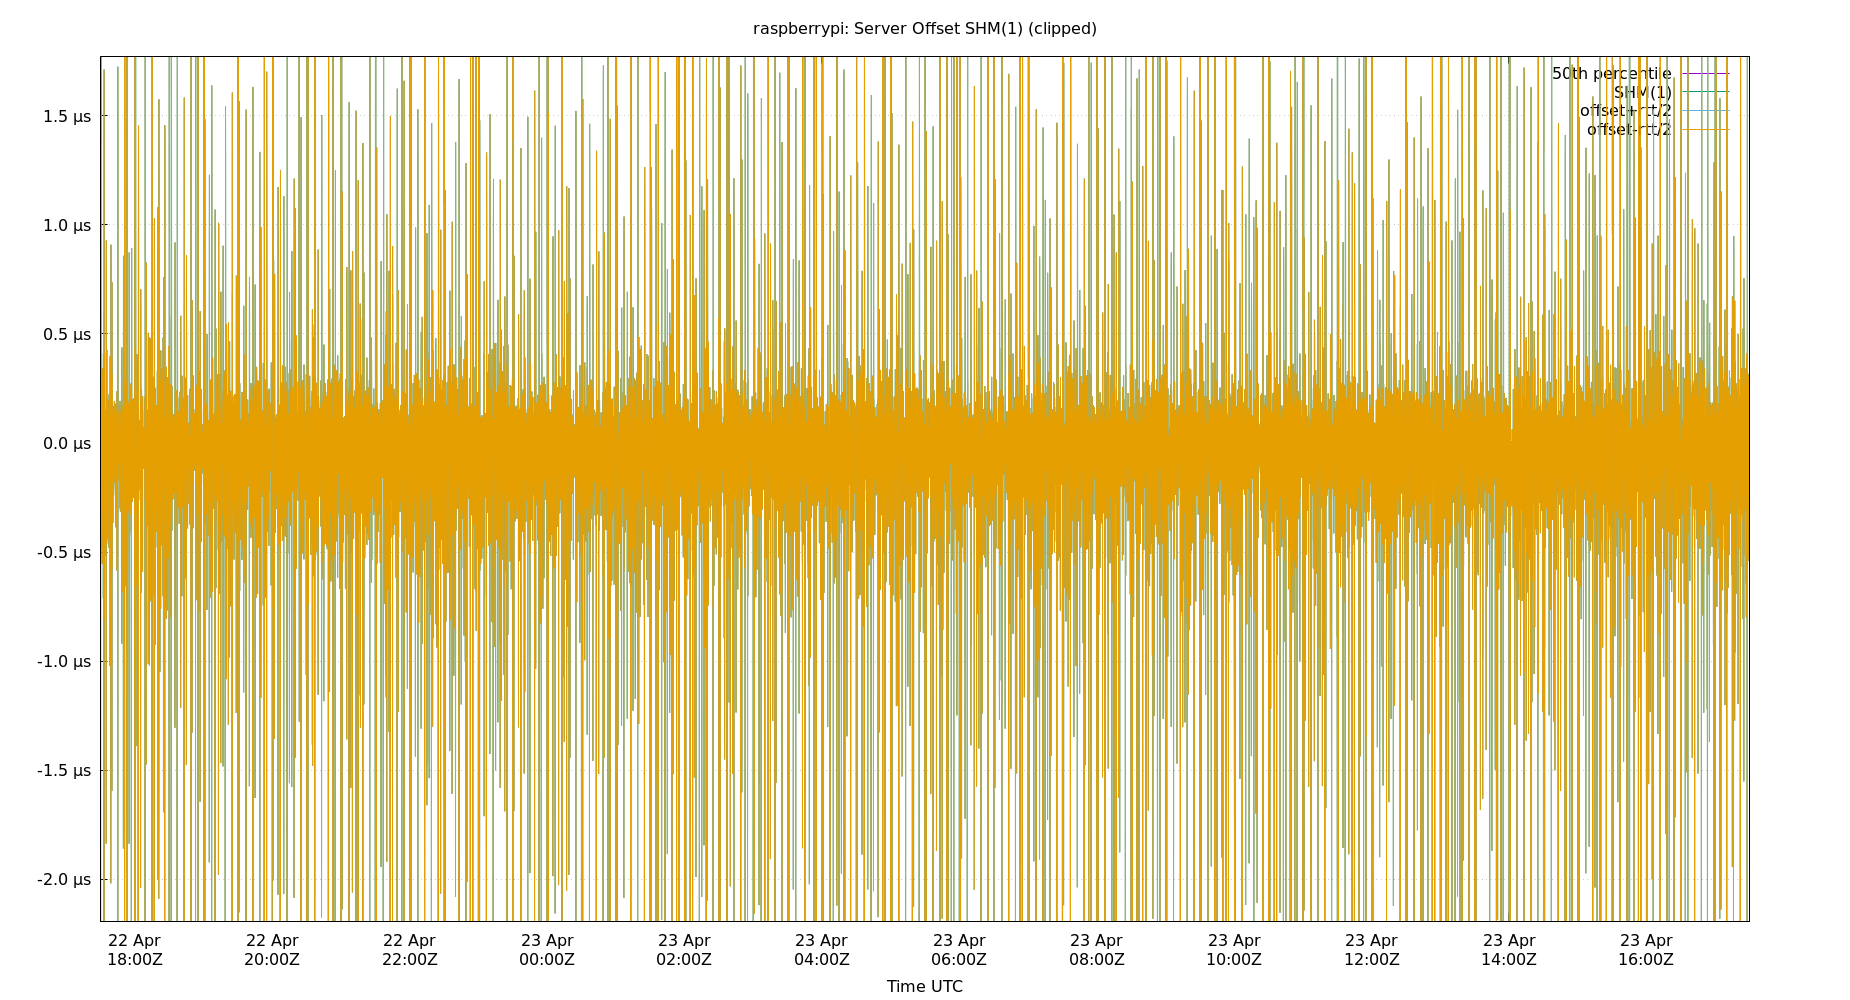 raspberrypi: Server Offset SHM(1) (clipped)
50th percentile
SHM(1)
offset+rtt/2
offset-rtt/2
1.5 µs
1.0 µs
0.5 µs
0.0 µs
-0.5 µs
-1.0 µs
-1.5 µs
-2.0 µs
22 Apr 22 Apr 22 Apr 23 Apr 23 Apr 23 Apr 23 Apr 23 Apr 23 Apr 23 Apr 23 Apr 23 Apr
18:00Z 20:00Z 22:00Z 00:00Z 02:00Z 04:00Z 06:00Z 08:00Z 10:00Z 12:00Z 14:00Z 16:00Z
Time UTC